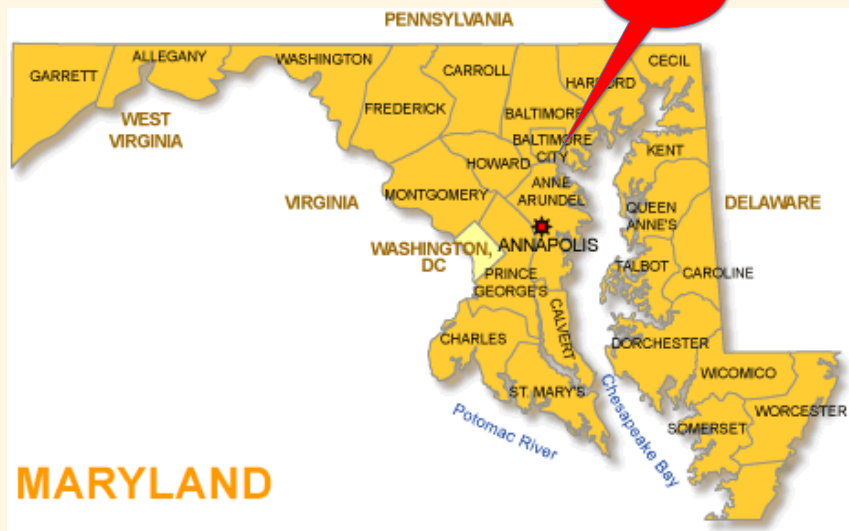 PENNSYLVANIA
GARRETT
ALLEGANY
WASHINGTON
CARROLL
HARFORD
CECIL
FREDERICK
BALTIMORE
WEST
VIRGINIA
BALTIMORE
CITY
HOWARD
KENT
MONTGOMERY
ANNE
ARUNDEL
VIRGINIA
QUEEN
ANNE'S
DELAWARE
WASHINGTON,
DC
ANNAPOLIS
PRINCE
GEORGE'S
TALBOT
CAROLINE
CALVERT
CHARLES
DORCHESTER
WICOMICO
ST. MARY'S
WORCESTER
SOMERSET
Potomac River
Chesapeake Bay
MARYLAND